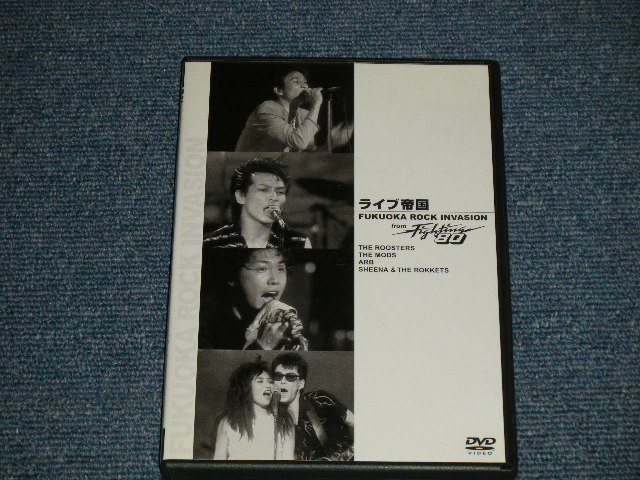 FUKUOKA ROCK INVASION
ライブ帝国
FUKUOKA ROCK INVASION
from Fighting 80
THE ROOSTERS
THE MODS
ARB
SHEENA & THE ROKKETS
DVD
VIDEO